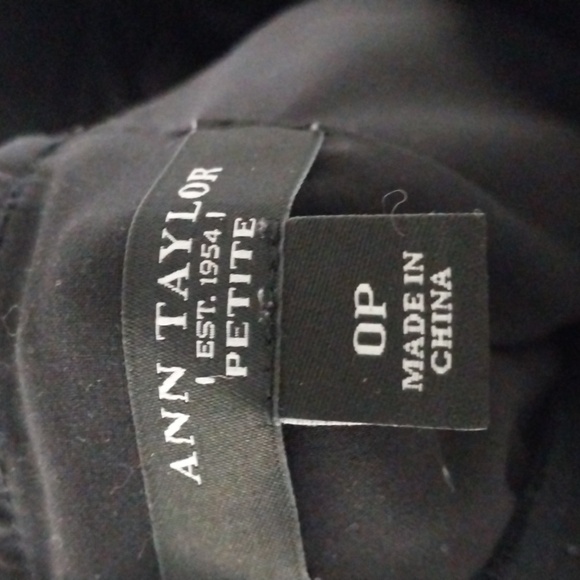 ANN TAYLOR
EST. 1954
PETITE
0P
MADE IN
CHINA